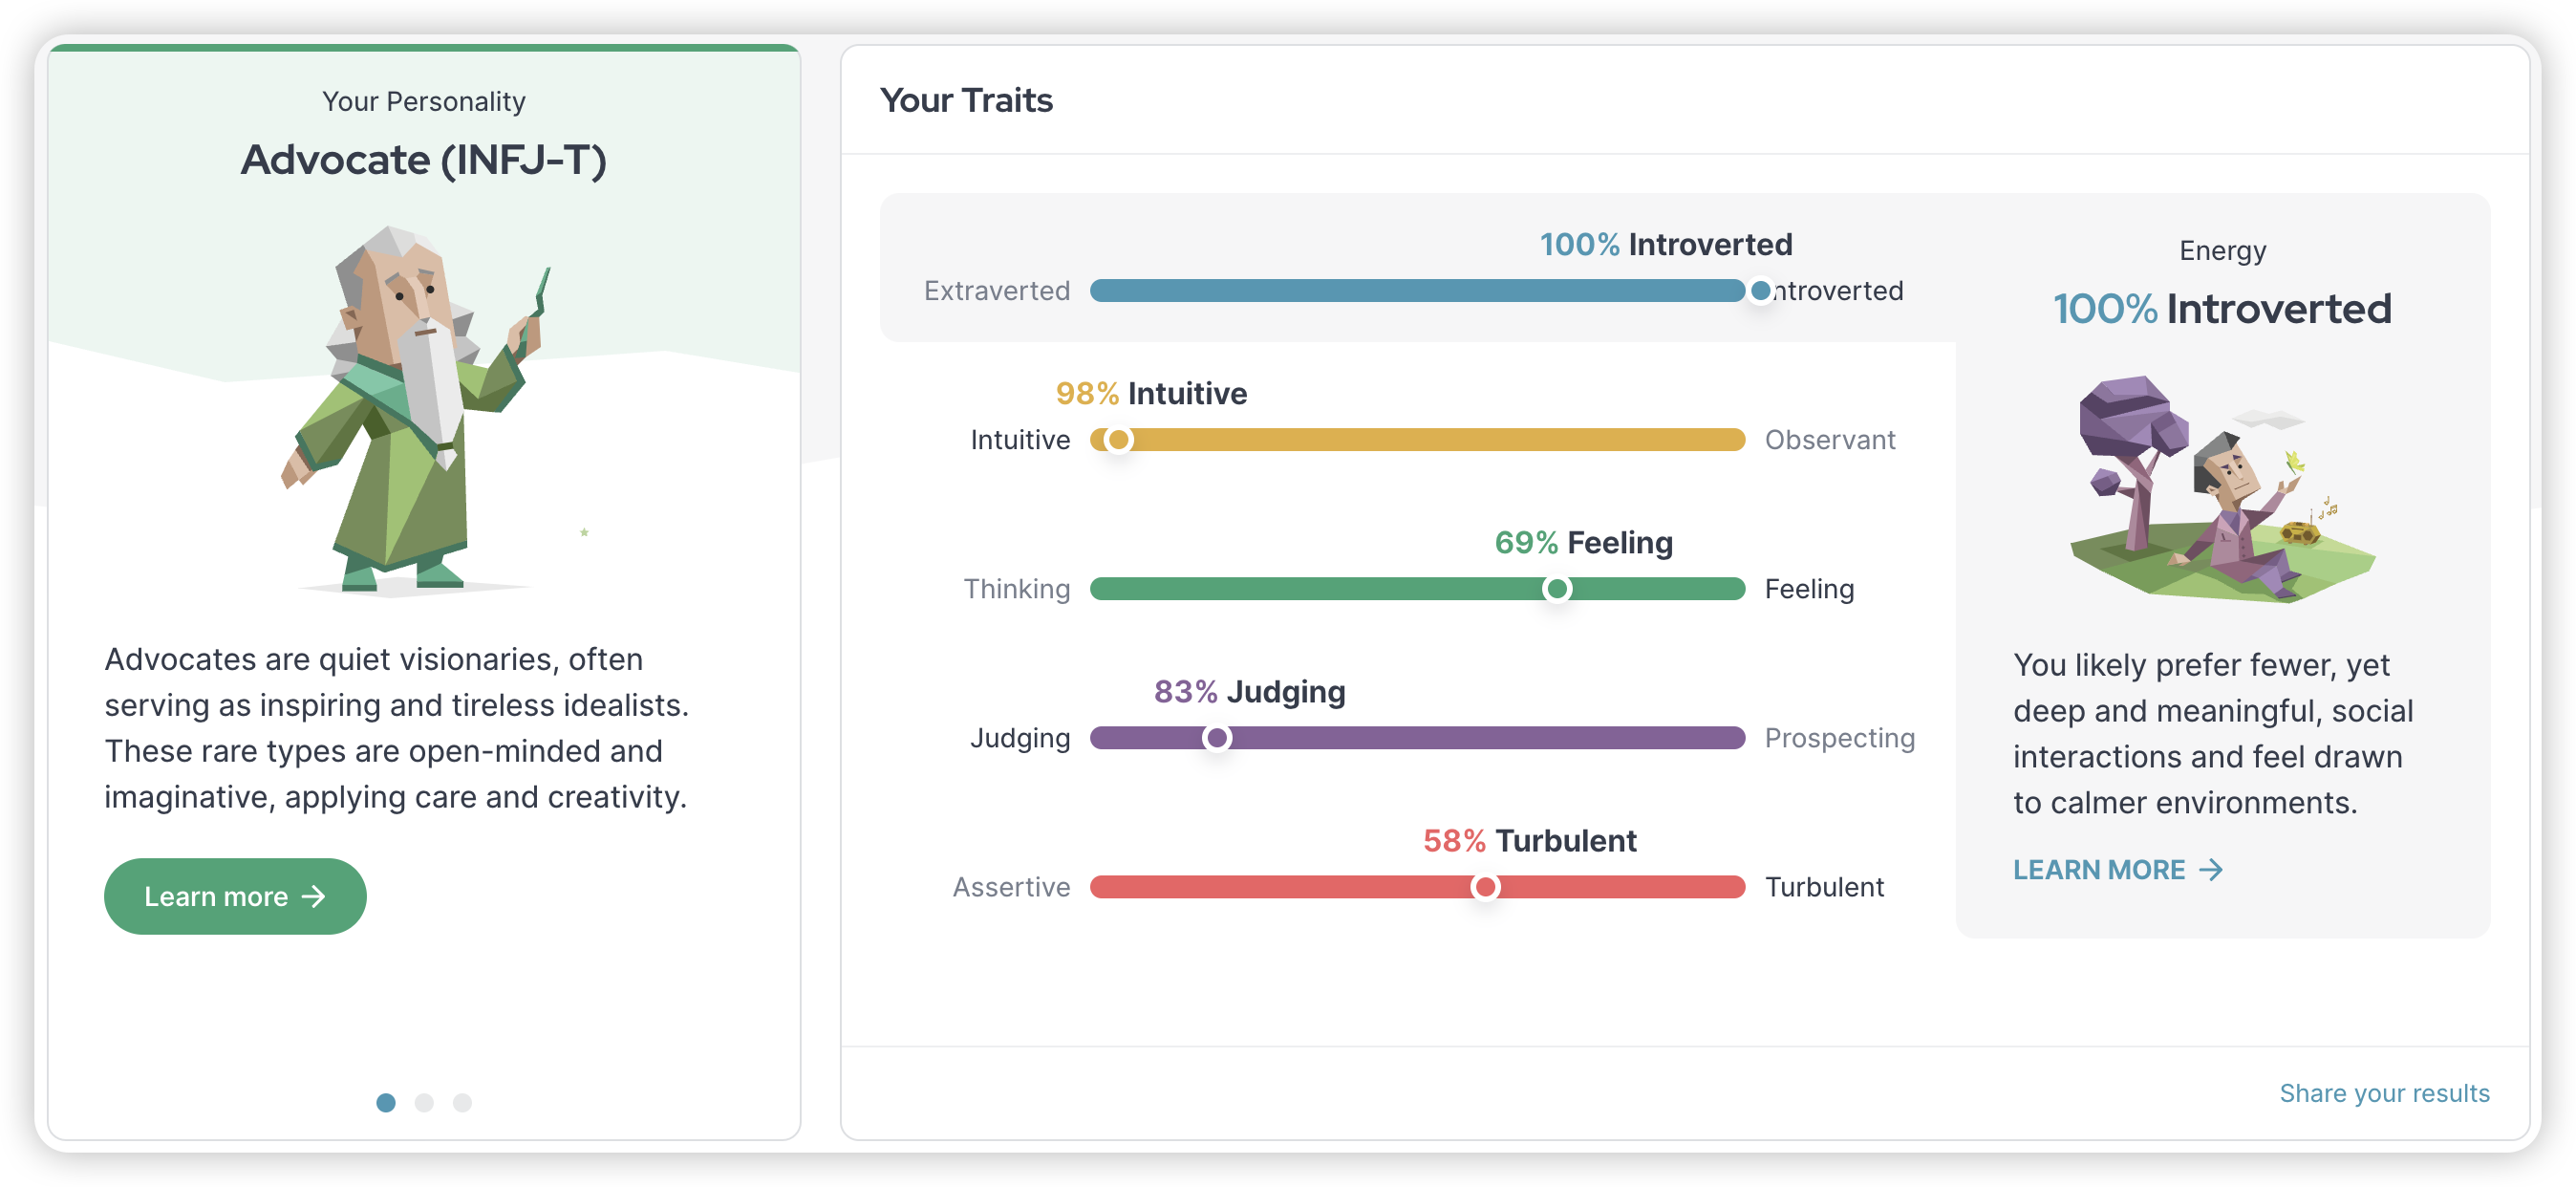 Your Personality
Advocate (INFJ-T)
Advocates are quiet visionaries, often
serving as inspiring and tireless idealists.
These rare types are open-minded and
imaginative, applying care and creativity.
Learn more →
Your Traits
100% Introverted
Extraverted
ntroverted
98% Intuitive
Intuitive
Observant
69% Feeling
Thinking
Feeling
83% Judging
Judging
Prospecting
58% Turbulent
Assertive
Turbulent
Energy
100% Introverted
You likely prefer fewer, yet
deep and meaningful, social
interactions and feel drawn
to calmer environments.
LEARN MORE →
Share your results